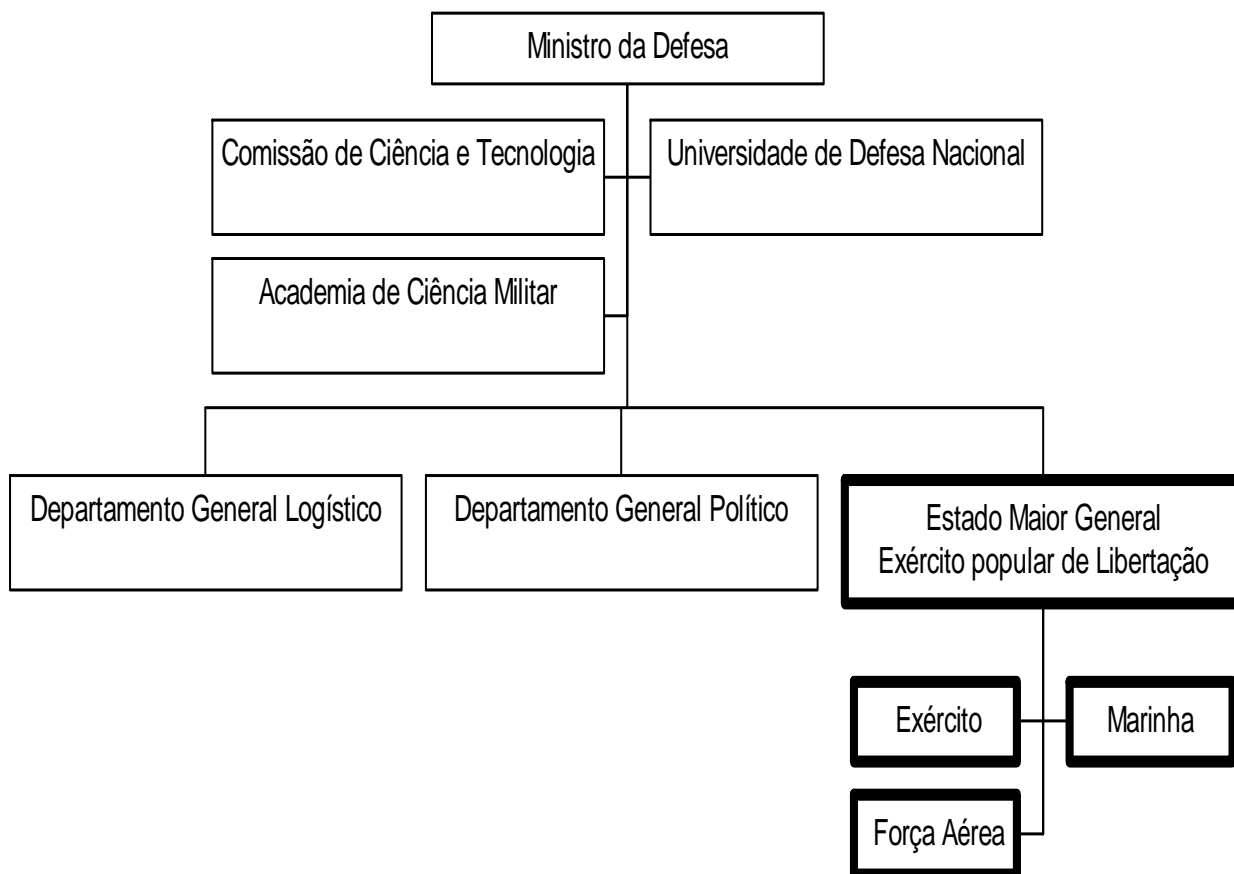 Ministro da Defesa
Comissão de Ciência e Tecnologia
Universidade de Defesa Nacional
Academia de Ciência Militar
Departamento General Logístico
Departamento General Político
Estado Maior General
Exército popular de Libertação
Exército
Marinha
Força Aérea